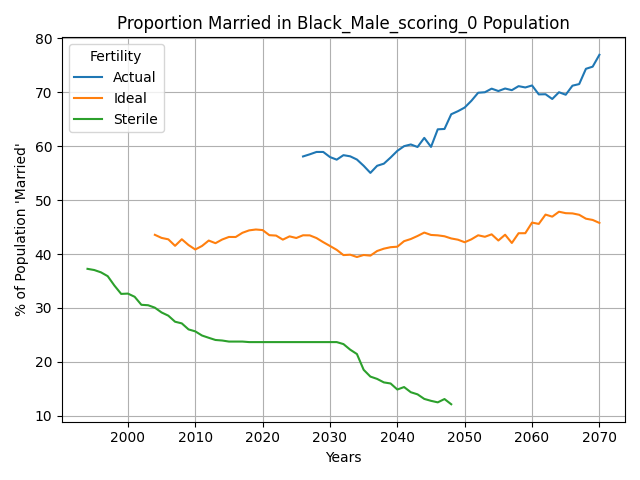 Proportion Married in Black_Male_scoring_0 Population
% of Population 'Married'
80
70
60
50
40
30
20
10
Fertility
Actual
Ideal
Sterile
2000 2010 2020 2030 2040 2050 2060 2070
Years